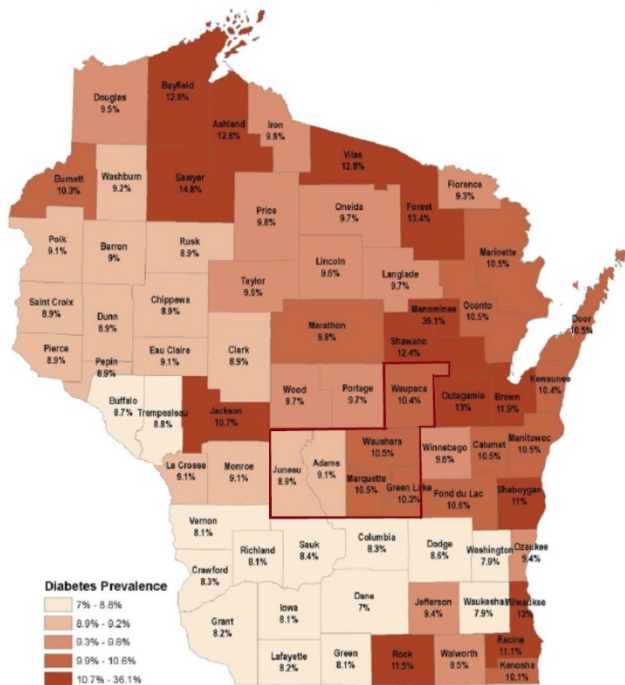 Bayfield
12.9%
Douglas
9.5%
Ashland
12.8%
Iron
9.8%
Vilas
12.8%
Burnett
10.3%
Washburn
9.2%
Sawyer
14.8%
Florence
9.3%
Price
9.8%
Oneida
9.7%
Forest
13.4%
Marinette
10.5%
Polk
9.1%
Barron
9%
Rusk
8.9%
Lincoln
9.6%
Langlade
9.7%
Taylor
9.5%
Saint Croix
8.9%
Dunn
8.9%
Chippewa
8.9%
Menominee
36.1%
Oconto
10.5%
Door
10.5%
Marathon
9.8%
Shawano
12.4%
Pierce
8.9%
Pepin
8.9%
Eau Claire
9.1%
Clark
8.9%
Buffalo
8.7%
Trempealeau
8.8%
Jackson
10.7%
Wood
9.7%
Portage
9.7%
Waupaca
10.4%
Outagamie
13%
Brown
11.9%
Kewaunee
10.4%
La Crosse
9.1%
Monroe
9.1%
Juneau
8.9%
Adams
9.1%
Waushara
10.5%
Winnebago
9.6%
Calumet
10.5%
Manitowoc
10.5%
Marquette
10.5%
Green Lake
10.3%
Fond du Lac
10.6%
Sheboygan
11%
Vernon
8.1%
Crawford
8.3%
Richland
8.1%
Sauk
8.4%
Columbia
8.3%
Dodge
8.6%
Washington
7.9%
Ozaukee
9.4%
Grant
8.2%
Iowa
8.1%
Dane
7%
Jefferson
9.4%
Waukesha
7.9%
Milwaukee
13%
Lafayette
8.2%
Green
8.1%
Rock
11.5%
Walworth
9.5%
Racine
11.1%
Kenosha
10.1%
Diabetes Prevalence
7% - 8.8%
8.9% - 9.2%
9.3% - 9.8%
9.9% - 10.6%
10.7% - 36.1%